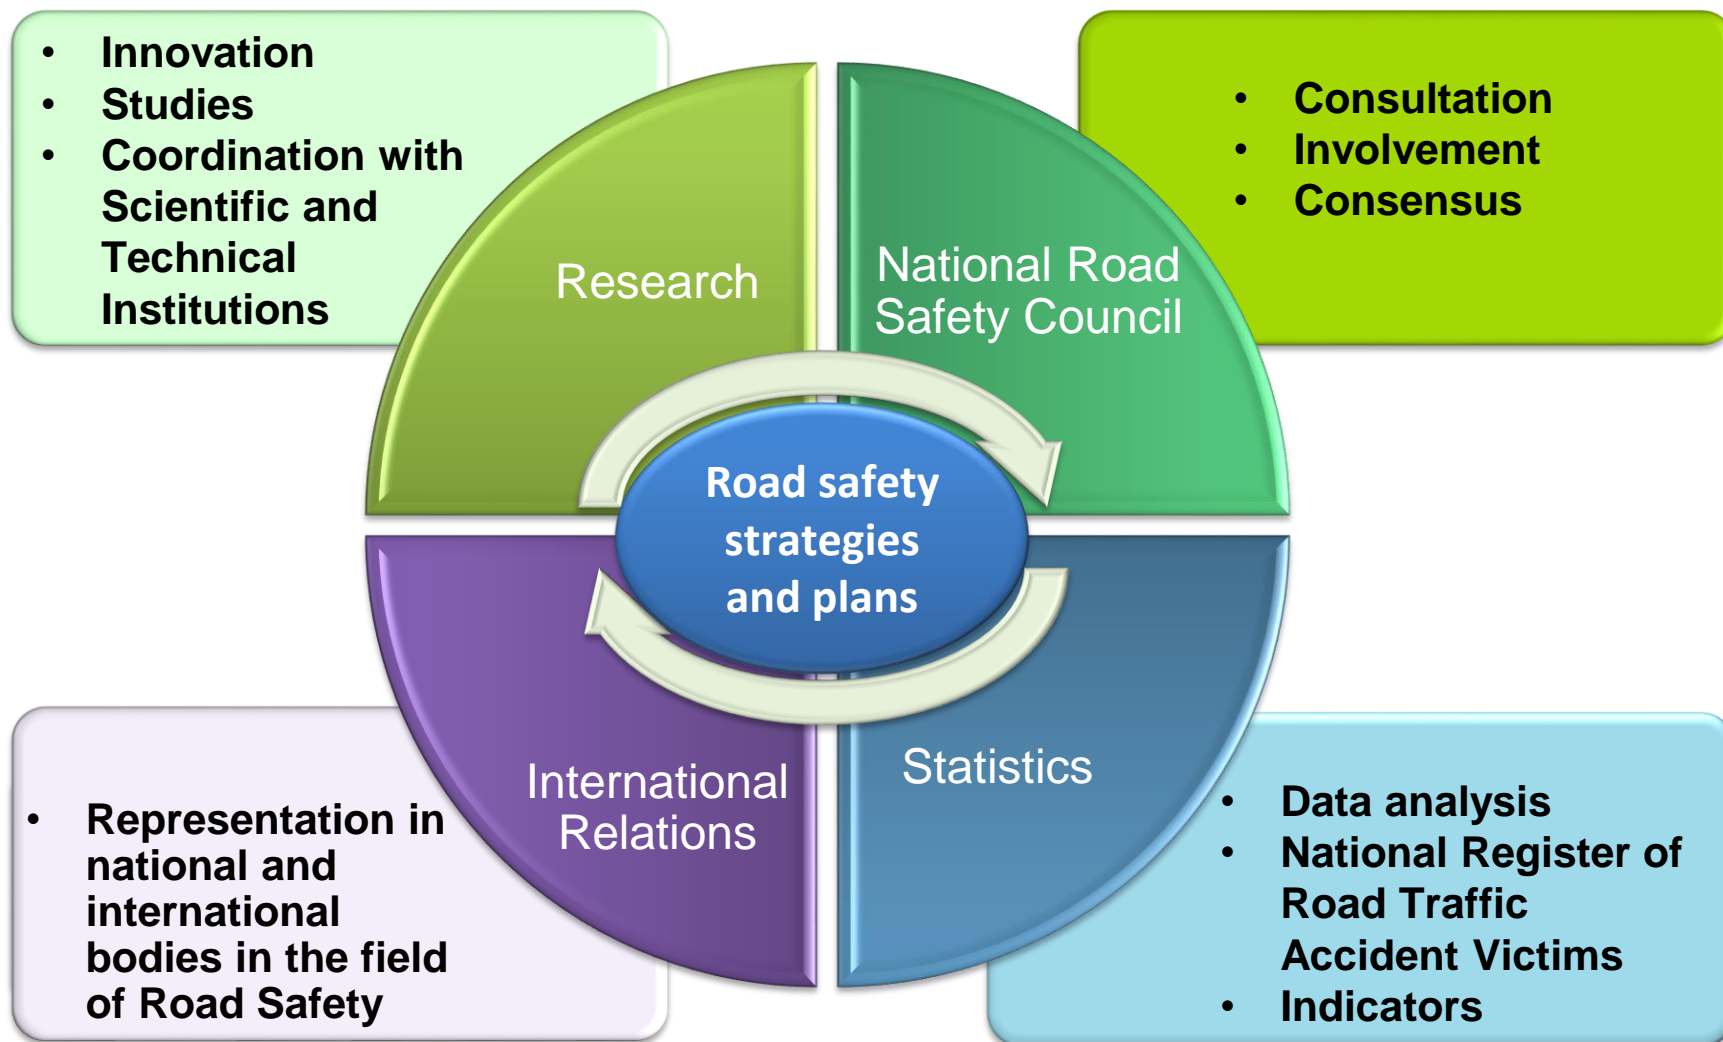 • Innovation
• Studies
• Coordination with
Scientific and
Technical
Institutions
Research
National Road
Safety Council
• Consultation
• Involvement
• Consensus
Road safety
strategies
and plans
• Representation in
national and
international
bodies in the field
of Road Safety
International
Relations
Statistics
• Data analysis
• National Register of
Road Traffic
Accident Victims
• Indicators